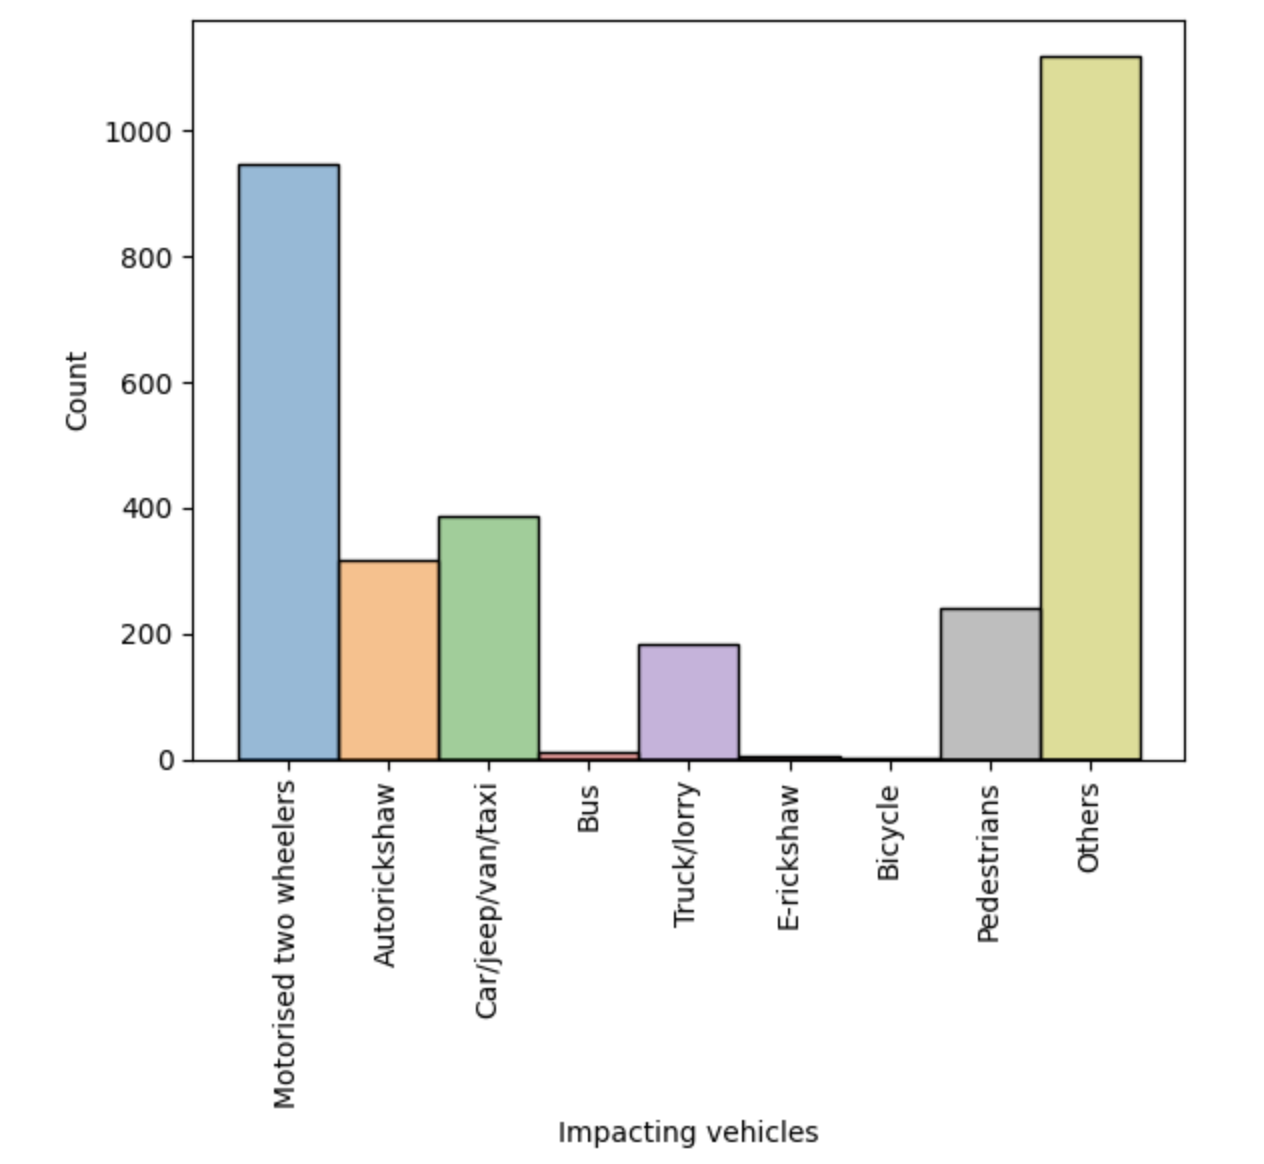 1000
800
600
400
200
0
Count
Motorised two wheelers
Autorickshaw
Car/jeep/van/taxi
Bus
Truck/lorry
E-rickshaw
Bicycle
Pedestrians
Others
Impacting vehicles